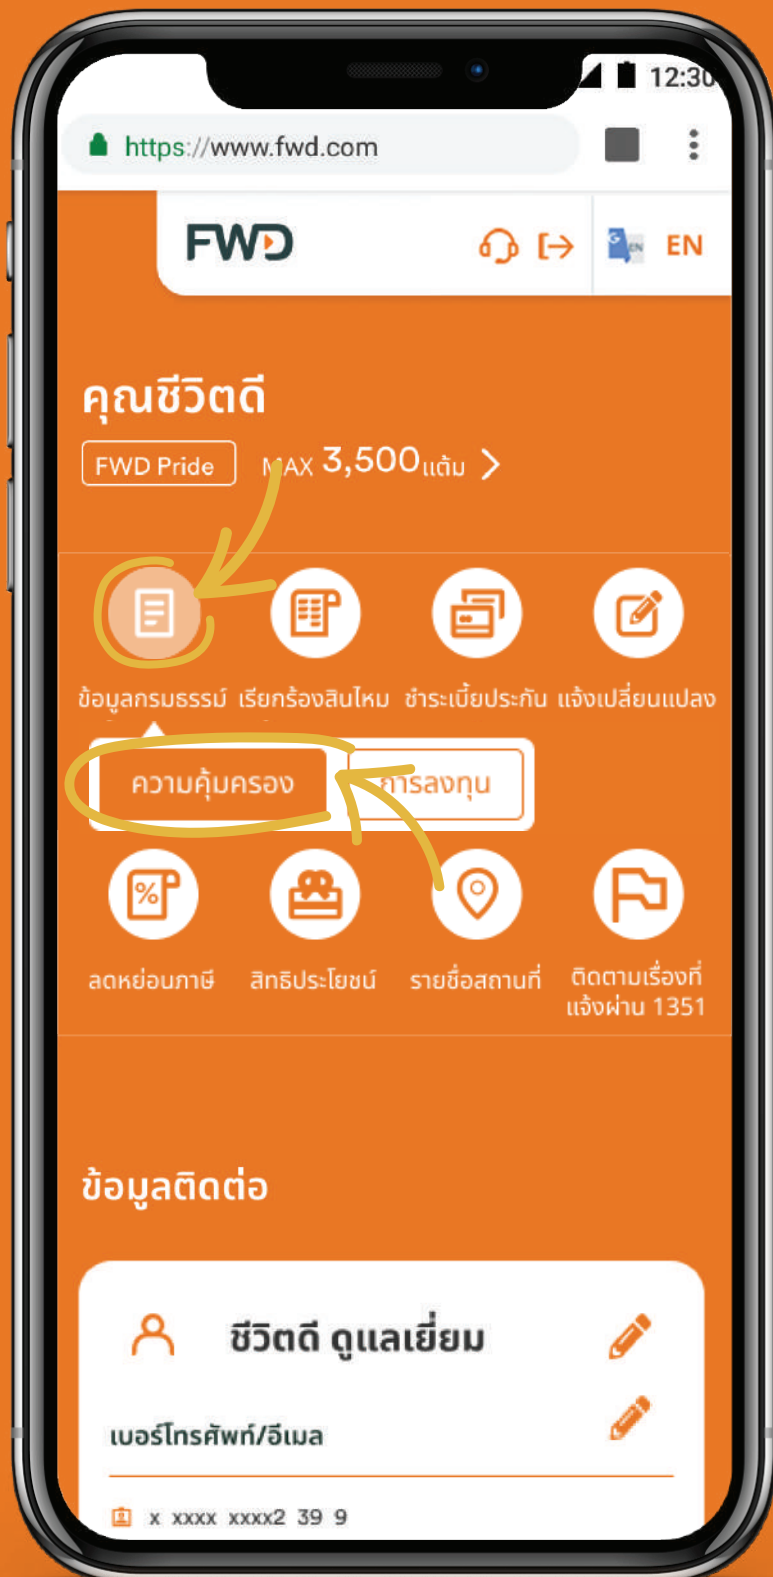 12:30
https://www.fwd.com
FWD EN
คุณชีวิตดี
FWD Pride MAX 3,500แต้ม
ข้อมูลกรมธรรม์ เรียกร้องสินไหม ชำระเบี้ยประกัน แจ้งเปลี่ยนแปลง
ความคุ้มครอง การลงทุน
ลดหย่อนภาษี สิทธิประโยชน์ รายชื่อสถานที่ ติดตามเรื่องที่
แจ้งผ่าน 1351
ข้อมูลติดต่อ
ชีวิตดี ดูแลเยี่ยม
เบอร์โทรศัพท์/อีเมล
x xxxx xxxx2 39 9